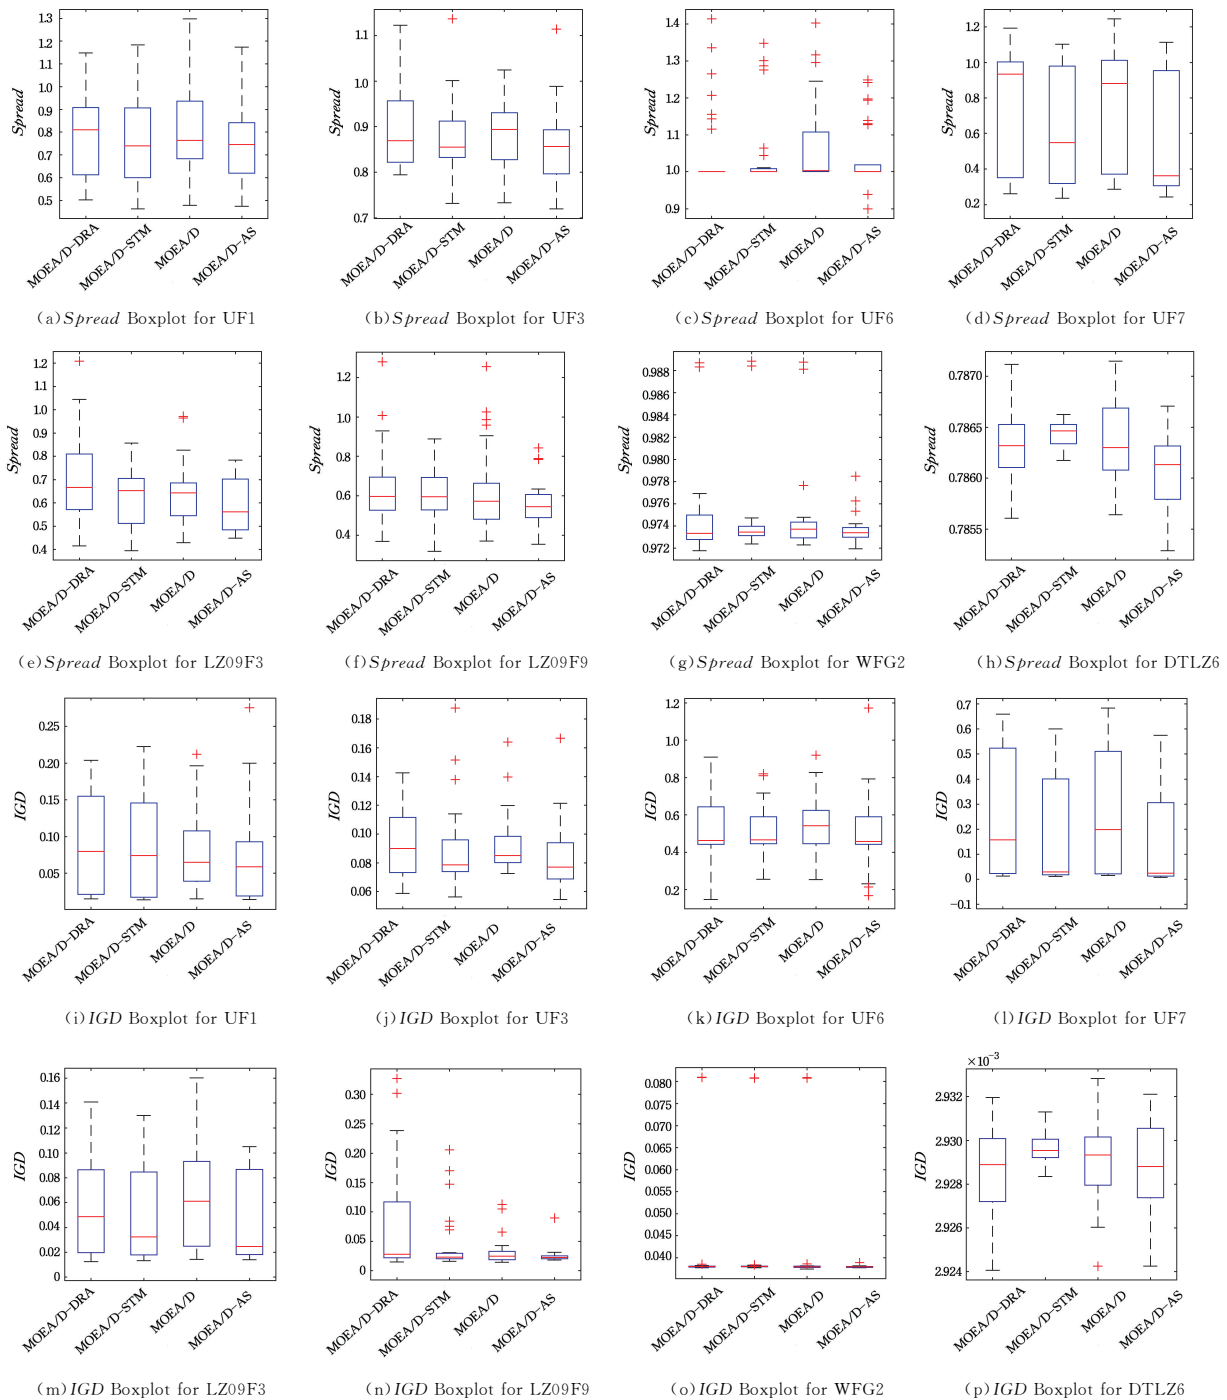 1.3
1.2
1.1
1.0
0.9
0.8
0.7
0.6
0.5
Spread
MOEA/D-DRA
MOEA/D-STM
MOEA/D
MOEA/D-AS
(a)Spread Boxplot for UF1
1.1
1.0
0.9
0.8
0.7
Spread
MOEA/D-DRA
MOEA/D-STM
MOEA/D
MOEA/D-AS
(b)Spread Boxplot for UF3
1.4
1.3
1.2
1.1
1.0
0.9
Spread
MOEA/D-DRA
MOEA/D-STM
MOEA/D
MOEA/D-AS
(c)Spread Boxplot for UF6
1.2
1.0
0.8
0.6
0.4
0.2
Spread
MOEA/D-DRA
MOEA/D-STM
MOEA/D
MOEA/D-AS
(d)Spread Boxplot for UF7
1.2
1.1
1.0
0.9
0.8
0.7
0.6
0.5
0.4
Spread
MOEA/D-DRA
MOEA/D-STM
MOEA/D
MOEA/D-AS
(e)Spread Boxplot for LZ09F3
1.2
1.0
0.8
0.6
0.4
Spread
MOEA/D-DRA
MOEA/D-STM
MOEA/D
MOEA/D-AS
(f)Spread Boxplot for LZ09F9
0.988
0.986
0.984
0.982
0.980
0.978
0.976
0.974
0.972
Spread
MOEA/D-DRA
MOEA/D-STM
MOEA/D
MOEA/D-AS
(g)Spread Boxplot for WFG2
0.7870
0.7865
0.7860
0.7855
Spread
MOEA/D-DRA
MOEA/D-STM
MOEA/D
MOEA/D-AS
(h)Spread Boxplot for DTLZ6
0.25
0.20
0.15
0.10
0.05
IGD
MOEA/D-DRA
MOEA/D-STM
MOEA/D
MOEA/D-AS
(i)IGD Boxplot for UF1
0.18
0.16
0.14
0.12
0.10
0.08
0.06
IGD
MOEA/D-DRA
MOEA/D-STM
MOEA/D
MOEA/D-AS
(j)IGD Boxplot for UF3
1.2
1.0
0.8
0.6
0.4
0.2
IGD
MOEA/D-DRA
MOEA/D-STM
MOEA/D
MOEA/D-AS
(k)IGD Boxplot for UF6
0.7
0.6
0.5
0.4
0.3
0.2
0.1
0
-0.1
IGD
MOEA/D-DRA
MOEA/D-STM
MOEA/D
MOEA/D-AS
(l)IGD Boxplot for UF7
0.16
0.14
0.12
0.10
0.08
0.06
0.04
0.02
0
IGD
MOEA/D-DRA
MOEA/D-STM
MOEA/D
MOEA/D-AS
(m)IGD Boxplot for LZ09F3
0.30
0.25
0.20
0.15
0.10
0.05
0
IGD
MOEA/D-DRA
MOEA/D-STM
MOEA/D
MOEA/D-AS
(n)IGD Boxplot for LZ09F9
0.080
0.075
0.070
0.065
0.060
0.055
0.050
0.045
0.040
IGD
MOEA/D-DRA
MOEA/D-STM
MOEA/D
MOEA/D-AS
(o)IGD Boxplot for WFG2
×10⁻³
2.932
2.930
2.928
2.926
2.924
IGD
MOEA/D-DRA
MOEA/D-STM
MOEA/D
MOEA/D-AS
(p)IGD Boxplot for DTLZ6